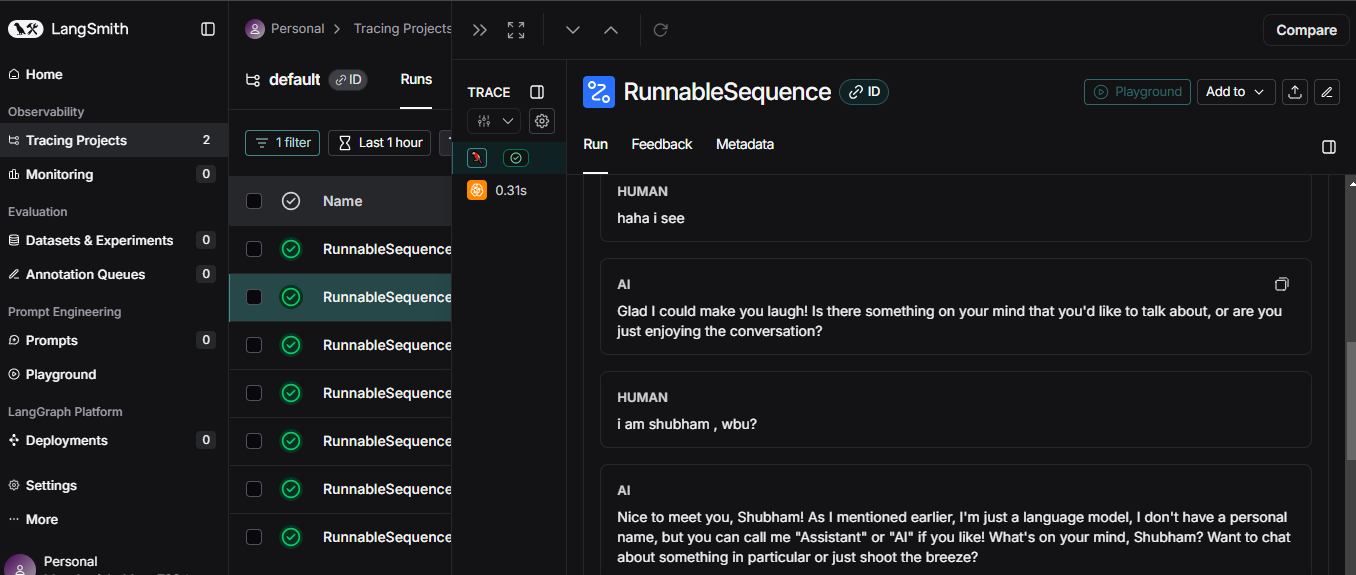 LangSmith
Home
Observability
Tracing Projects 2
Monitoring 0
Evaluation
Datasets & Experiments 0
Annotation Queues 0
Prompt Engineering
Prompts 0
Playground
LangGraph Platform
Deployments 0
Settings
More
Personal
Personal > Tracing Projects
default ID Runs
1 filter Last 1 hour
Name
RunnableSequence
RunnableSequence
RunnableSequence
RunnableSequence
RunnableSequence
RunnableSequence
RunnableSequence
Compare
TRACE
0.31s
RunnableSequence ID
Playground Add to
Run Feedback Metadata
HUMAN
haha i see
AI
Glad I could make you laugh! Is there something on your mind that you'd like to talk about, or are you
just enjoying the conversation?
HUMAN
i am shubham , wbu?
AI
Nice to meet you, Shubham! As I mentioned earlier, I'm just a language model, I don't have a personal
name, but you can call me "Assistant" or "AI" if you like! What's on your mind, Shubham? Want to chat
about something in particular or just shoot the breeze?